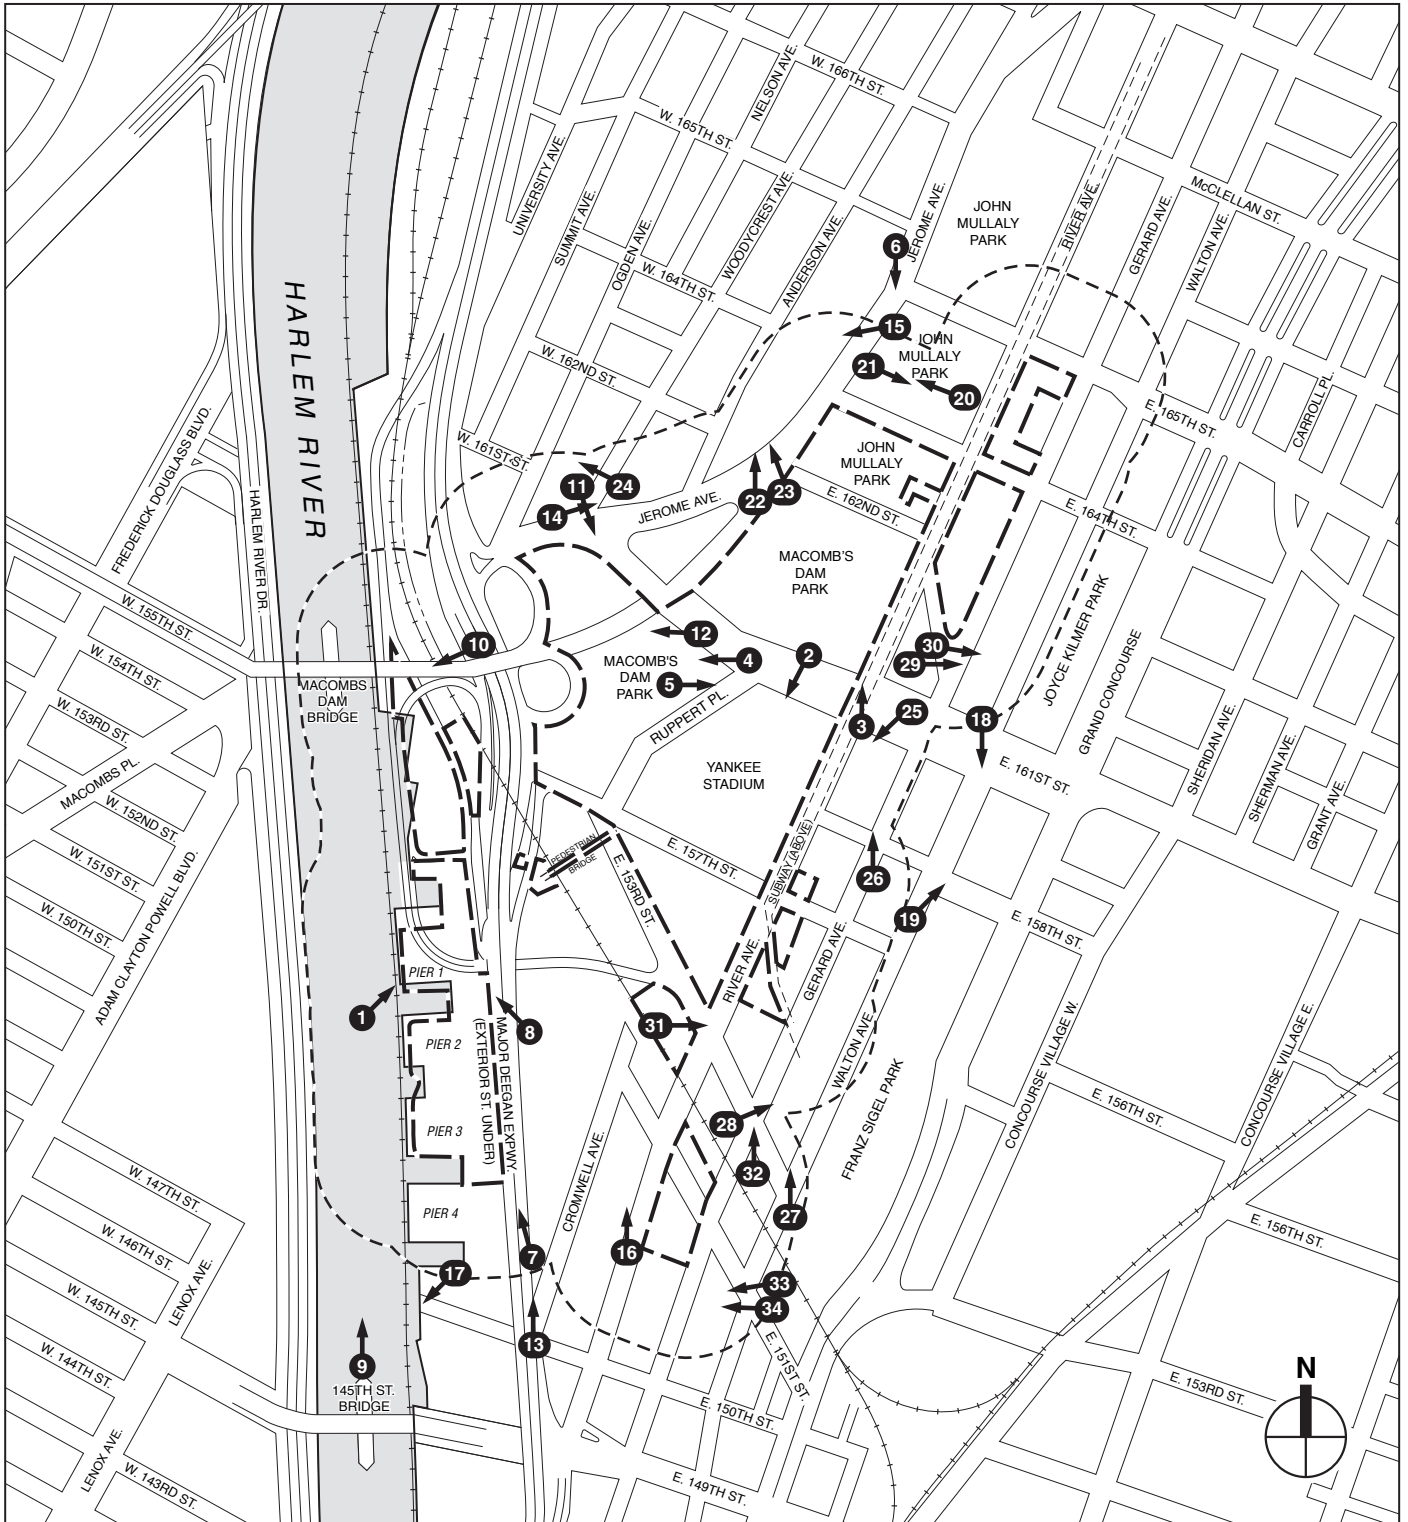 NELSON AVE.
W. 166TH ST.
W. 165TH ST.
UNIVERSITY AVE.
SUMMIT AVE.
OGDEN AVE.
WOODYCREST AVE.
ANDERSON AVE.
JEROME AVE.
JOHN
MULLALY
PARK
RIVER AVE.
GERARD AVE.
WALTON AVE.
McCLELLAN ST.
W. 164TH ST.
6
HARLEM RIVER
15
JOHN
MULLALY
PARK
21
20
W. 162ND ST.
CARROLL PL.
E. 165TH ST.
FREDERICK DOUGLASS BLVD.
W. 161ST ST.
JOHN
MULLALY
PARK
24
11
14
22
23
JEROME AVE.
E. 162ND ST.
E. 164TH ST.
HARLEM RIVER DR.
MACOMB'S
DAM
PARK
W. 155TH ST.
JOYCE KILMER PARK
GRAND CONCOURSE
10
12
2
30
29
4
5
MACOMB'S
DAM
PARK
W. 154TH ST.
MACOMBS
DAM
BRIDGE
RUPPERT PL.
W. 153RD ST.
3
25
18
SHERIDAN AVE.
SHERMAN AVE.
GRANT AVE.
E. 161ST ST.
YANKEE
STADIUM
MACOMBS PL.
W. 152ND ST.
W. 151ST ST.
W. 150TH ST.
ADAM CLAYTON POWELL BLVD.
PEDESTRIAN
BRIDGE
E. 153RD ST.
E. 157TH ST.
SUBWAY (ABOVE)
26
19
E. 158TH ST.
RIVER AVE.
GERARD AVE.
PIER 1
1
8
31
PIER 2
MAJOR DEEGAN EXPWY.
(EXTERIOR ST. UNDER)
WALTON AVE.
FRANZ SIGEL PARK
CONCOURSE VILLAGE W.
CONCOURSE VILLAGE E.
E. 156TH ST.
PIER 3
28
32
CROMWELL AVE.
27
PIER 4
W. 147TH ST.
W. 146TH ST.
W. 145TH ST.
LENOX AVE.
E. 156TH ST.
16
7
17
33
34
13
9
W. 144TH ST.
145TH ST.
BRIDGE
E. 151ST ST.
E. 150TH ST.
E. 153RD ST.
N
LENOX AVE.
W. 143RD ST.
E. 149TH ST.